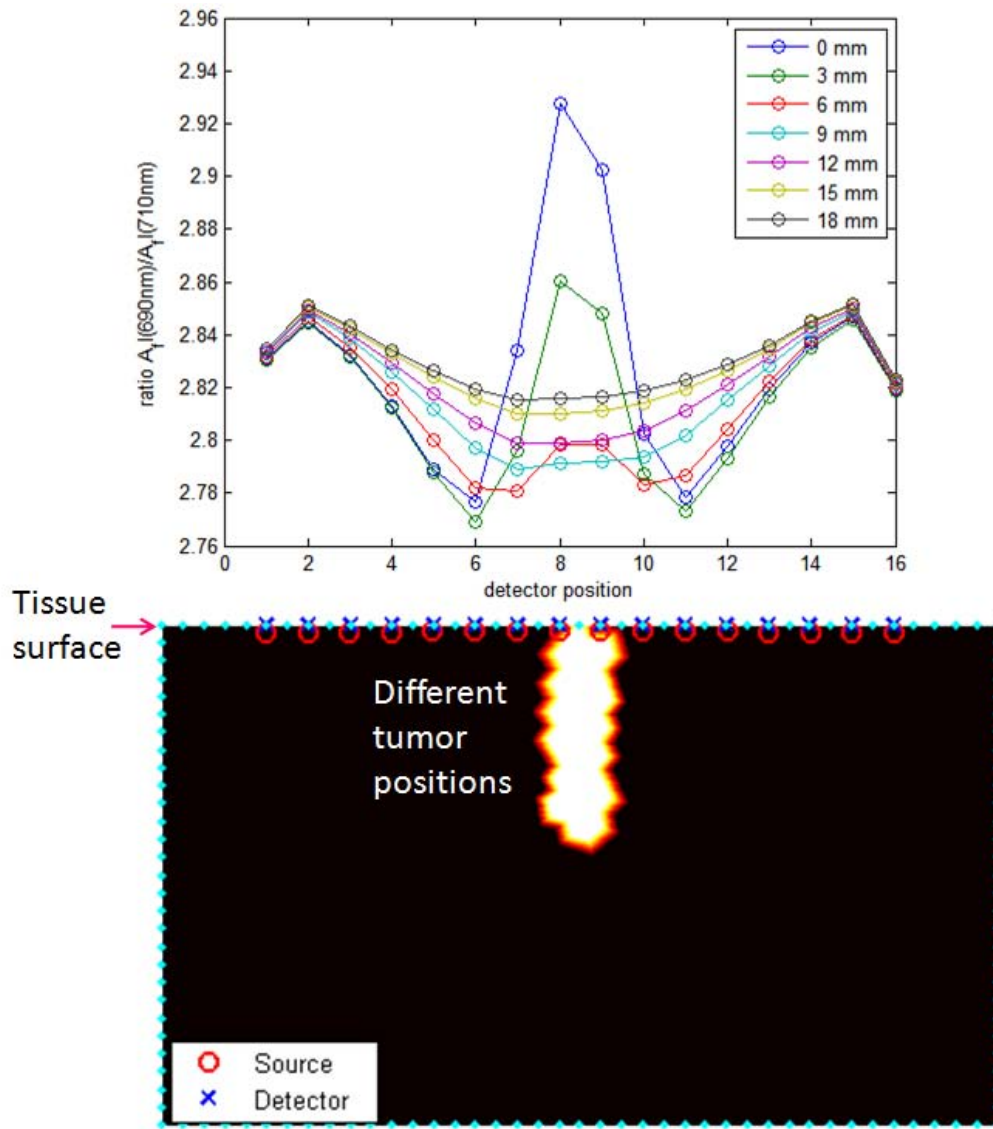 2.96
2.94
2.92
2.9
2.88
2.86
2.84
2.82
2.8
2.78
2.76
ratio AfI(690nm)/AfI(710nm)
0 mm
3 mm
6 mm
9 mm
12 mm
15 mm
18 mm
0 2 4 6 8 10 12 14 16
detector position
Tissue
surface
Different
tumor
positions
Source
Detector